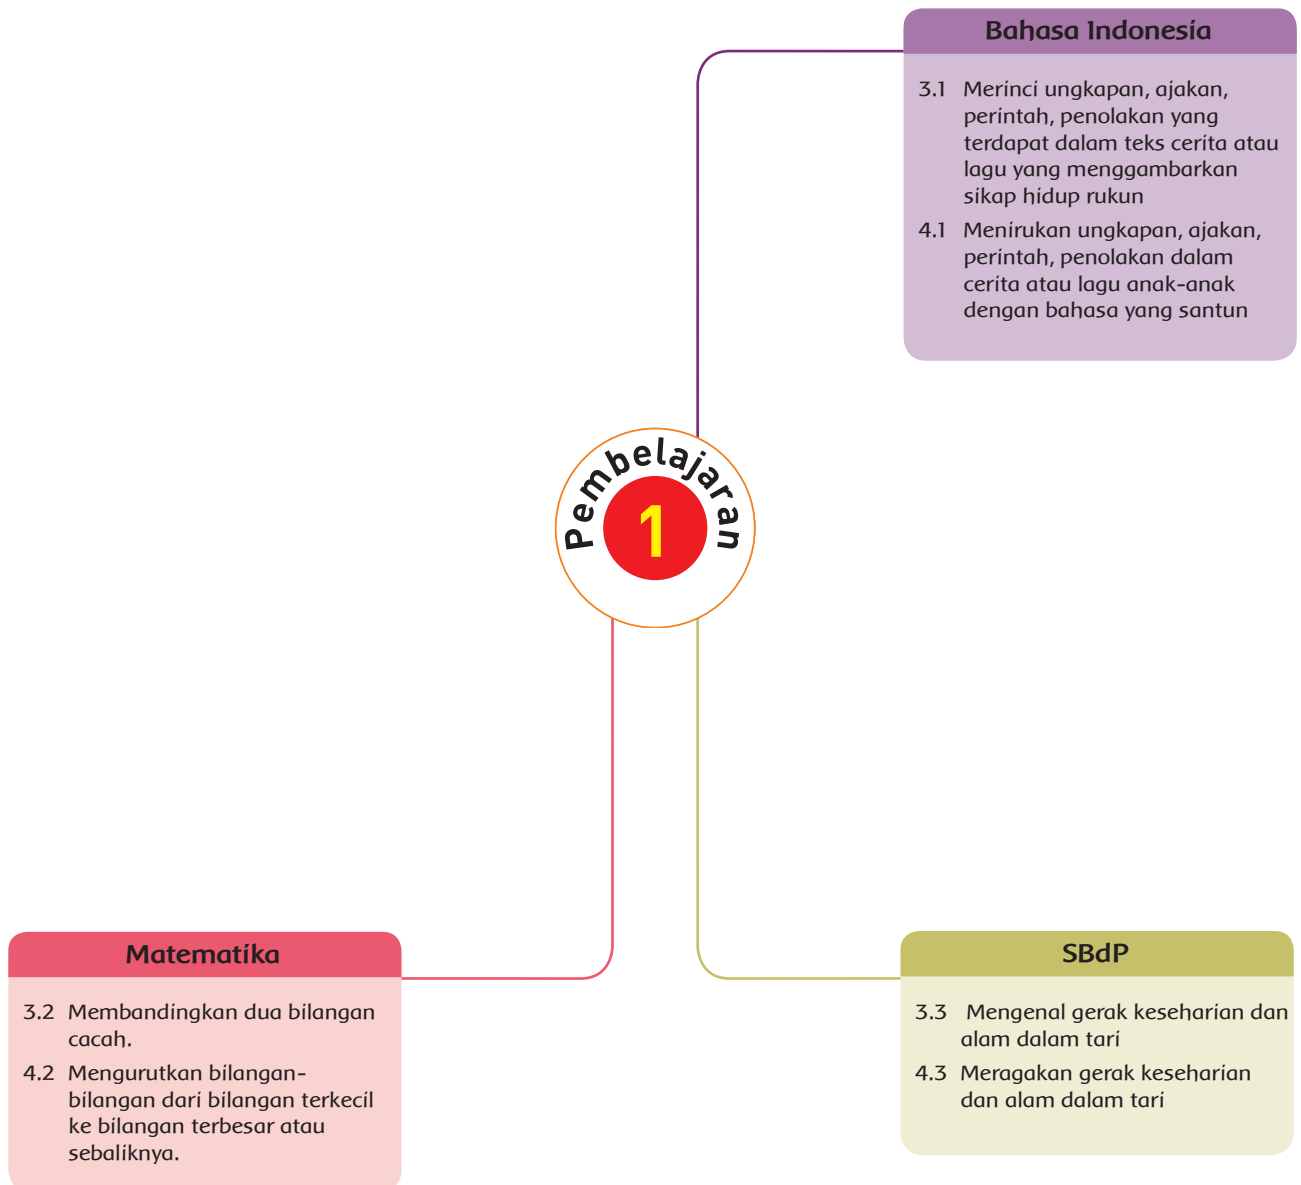 Bahasa Indonesia
3.1 Merinci ungkapan, ajakan,
perintah, penolakan yang
terdapat dalam teks cerita atau
lagu yang menggambarkan
sikap hidup rukun
4.1 Menirukan ungkapan, ajakan,
perintah, penolakan dalam
cerita atau lagu anak-anak
dengan bahasa yang santun
Pembelajaran
1
Matematika
3.2 Membandingkan dua bilangan
cacah.
4.2 Mengurutkan bilangan-
bilangan dari bilangan terkecil
ke bilangan terbesar atau
sebaliknya.
SBdP
3.3 Mengenal gerak keseharian dan
alam dalam tari
4.3 Meragakan gerak keseharian
dan alam dalam tari